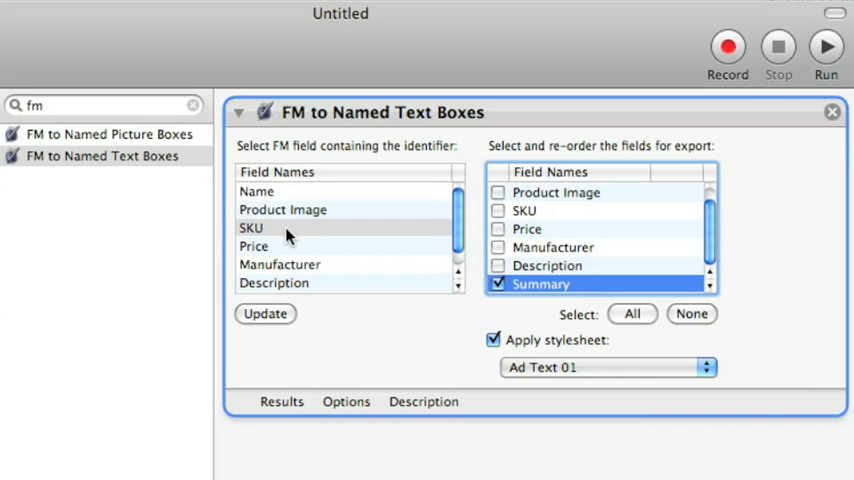 Untitled
Record
Stop
Run
fm
FM to Named Picture Boxes
FM to Named Text Boxes
FM to Named Text Boxes
Select FM field containing the identifier:
Field Names
Name
Product Image
SKU
Price
Manufacturer
Description
Update
Select and re-order the fields for export:
Field Names
Product Image
SKU
Price
Manufacturer
Description
Summary
Select:
All
None
Apply stylesheet:
Ad Text 01
Results
Options
Description